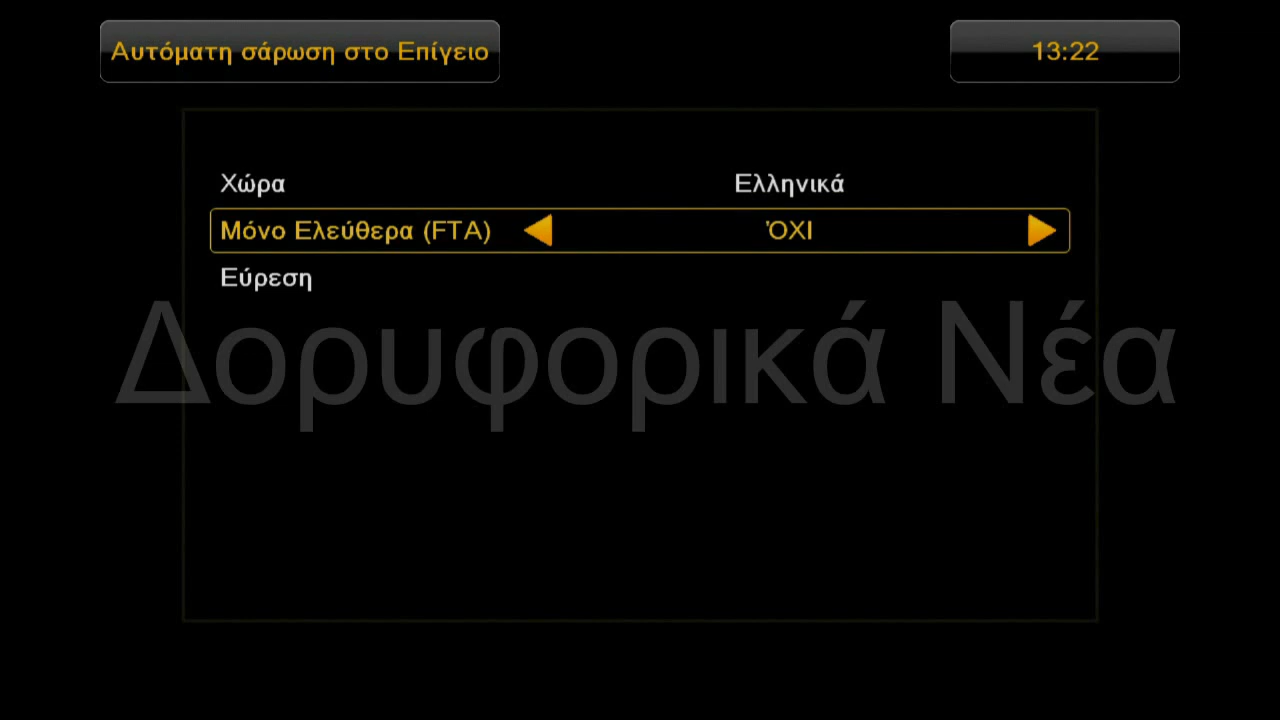 Αυτόματη σάρωση στο Επίγειο
13:22
Χώρα Ελληνικά
Μόνο Ελεύθερα (FTA) ΌΧΙ
Εύρεση
Δορυφορικά Νέα